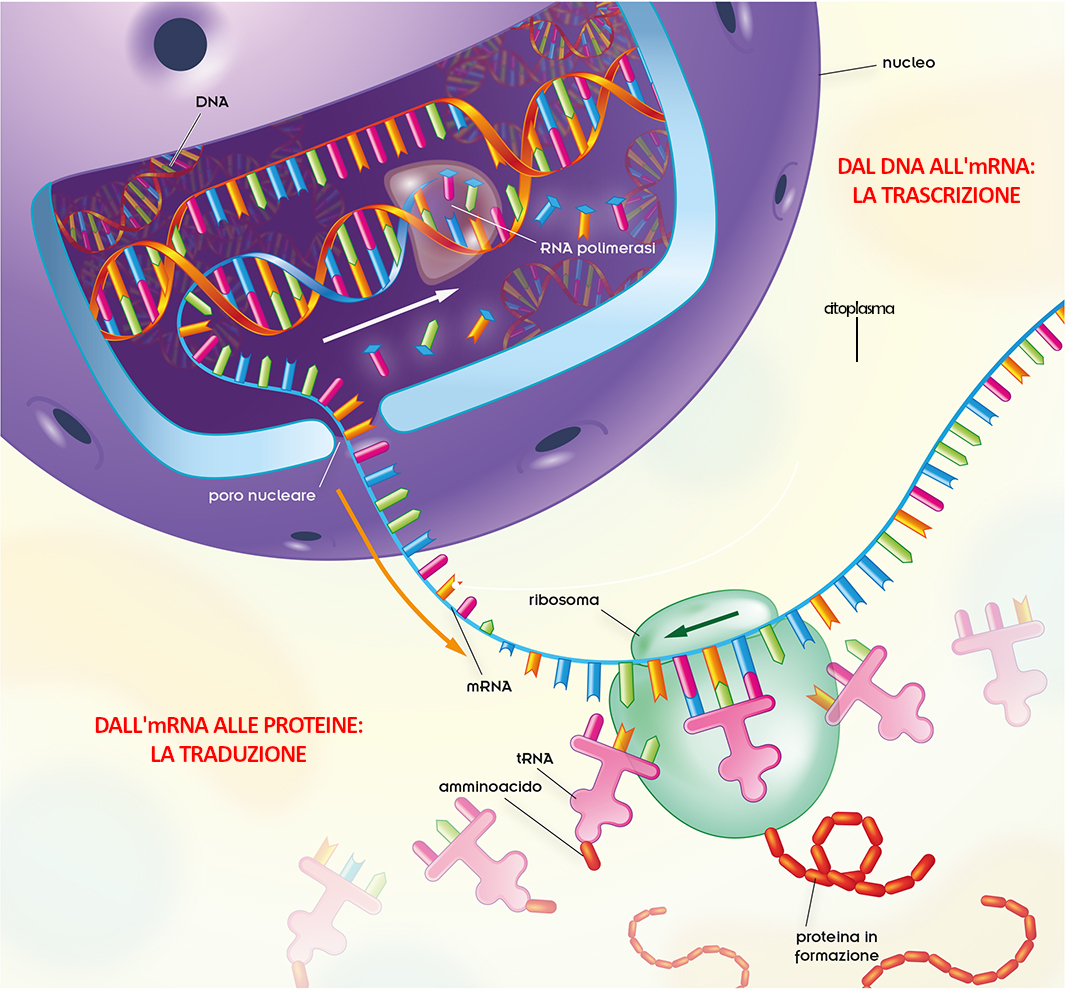 nucleo
DNA
DAL DNA ALL'mRNA:
LA TRASCRIZIONE
RNA polimerasi
citoplasma
poro nucleare
ribosoma
mRNA
DALL'mRNA ALLE PROTEINE:
LA TRADUZIONE
tRNA
amminoacido
proteina in
formazione